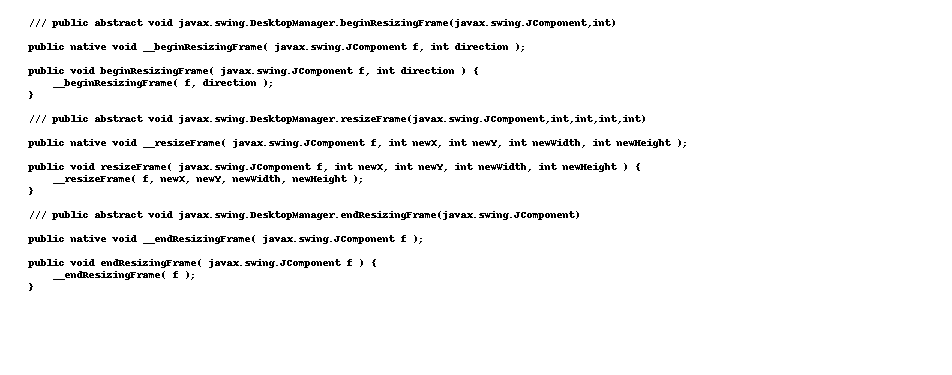 /// public abstract void javax.swing.DesktopManager.beginResizingFrame(javax.swing.JComponent,int)
public native void __beginResizingFrame( javax.swing.JComponent f, int direction );
public void beginResizingFrame( javax.swing.JComponent f, int direction ) {
__beginResizingFrame( f, direction );
}
/// public abstract void javax.swing.DesktopManager.resizeFrame(javax.swing.JComponent,int,int,int,int)
public native void __resizeFrame( javax.swing.JComponent f, int newX, int newY, int newWidth, int newHeight );
public void resizeFrame( javax.swing.JComponent f, int newX, int newY, int newWidth, int newHeight ) {
__resizeFrame( f, newX, newY, newWidth, newHeight );
}
/// public abstract void javax.swing.DesktopManager.endResizingFrame(javax.swing.JComponent)
public native void __endResizingFrame( javax.swing.JComponent f );
public void endResizingFrame( javax.swing.JComponent f ) {
__endResizingFrame( f );
}